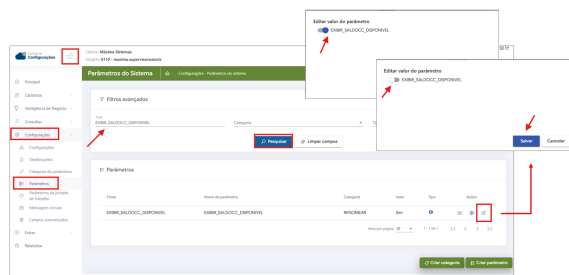 Central de
Configurações
Cliente: Máxima Sistemas
Usuário: 6110 - maxima.supervisorautoria
Parâmetros do Sistema
- Configurações - Parâmetros do sistema
Principal
Cadastros
Inteligência de Negócio
Consultas
Configurações
Configurações
Desbloqueios
Categoria de parâmetros
Parâmetros
Parâmetros da jornada
de trabalho
Mensagem circular
Campos customizados
Extras
Relatórios
Filtros avançados
Título
EXIBIR_SALDOCC_DISPONIVEL
Categoria
Pesquisar
Limpar campos
Parâmetros
Título
Nome do parâmetro
Categoria
Valor
Tipo
Ações
EXIBIR_SALDOCC_DISPONIVEL
EXIBIR_SALDOCC_DISPONIVEL
RENOMEAR
Sim
Itens por página: 10
1 - 1 de 1
Criar categoria
Criar parâmetro
Editar valor do parâmetro
EXIBIR_SALDOCC_DISPONIVEL
Editar valor do parâmetro
EXIBIR_SALDOCC_DISPONIVEL
Salvar
Cancelar